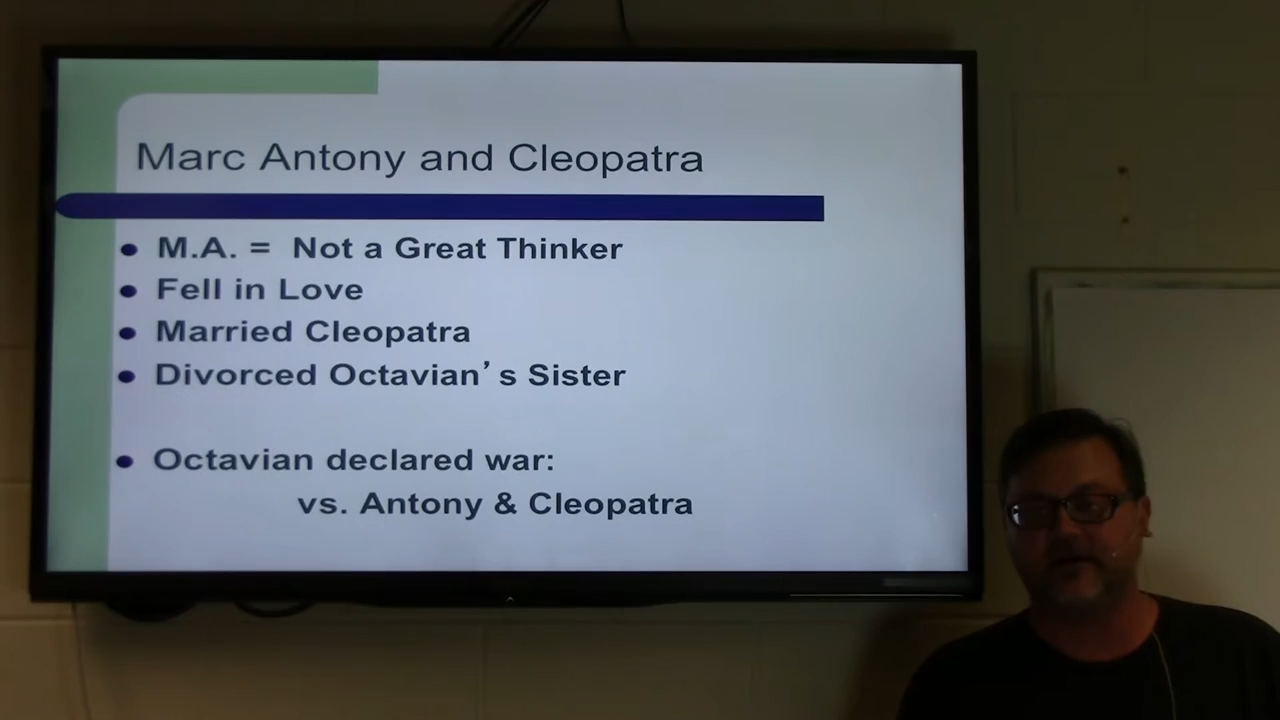 Marc Antony and Cleopatra
M.A. = Not a Great Thinker
Fell in Love
Married Cleopatra
Divorced Octavian's Sister
Octavian declared war:
vs. Antony & Cleopatra